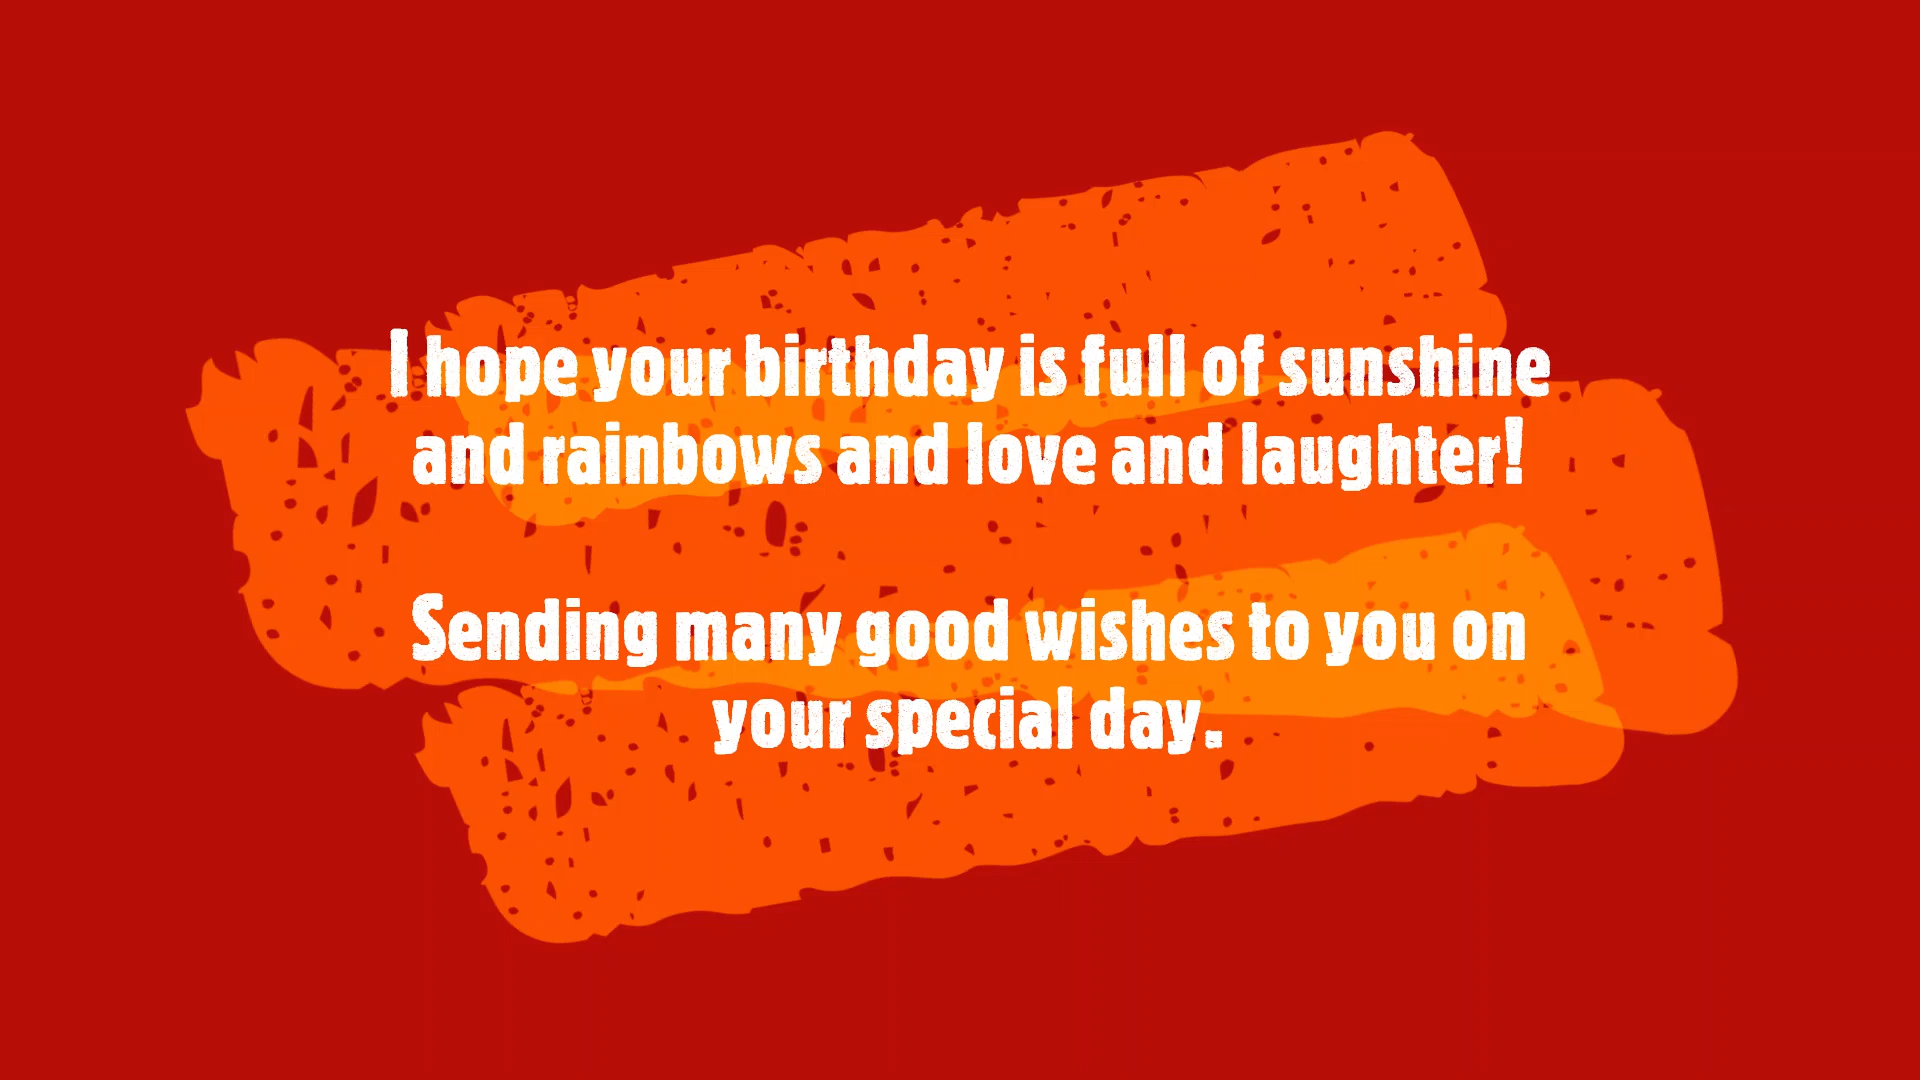 I hope your birthday is full of sunshine
and rainbows and love and laughter!
Sending many good wishes to you on
your special day.